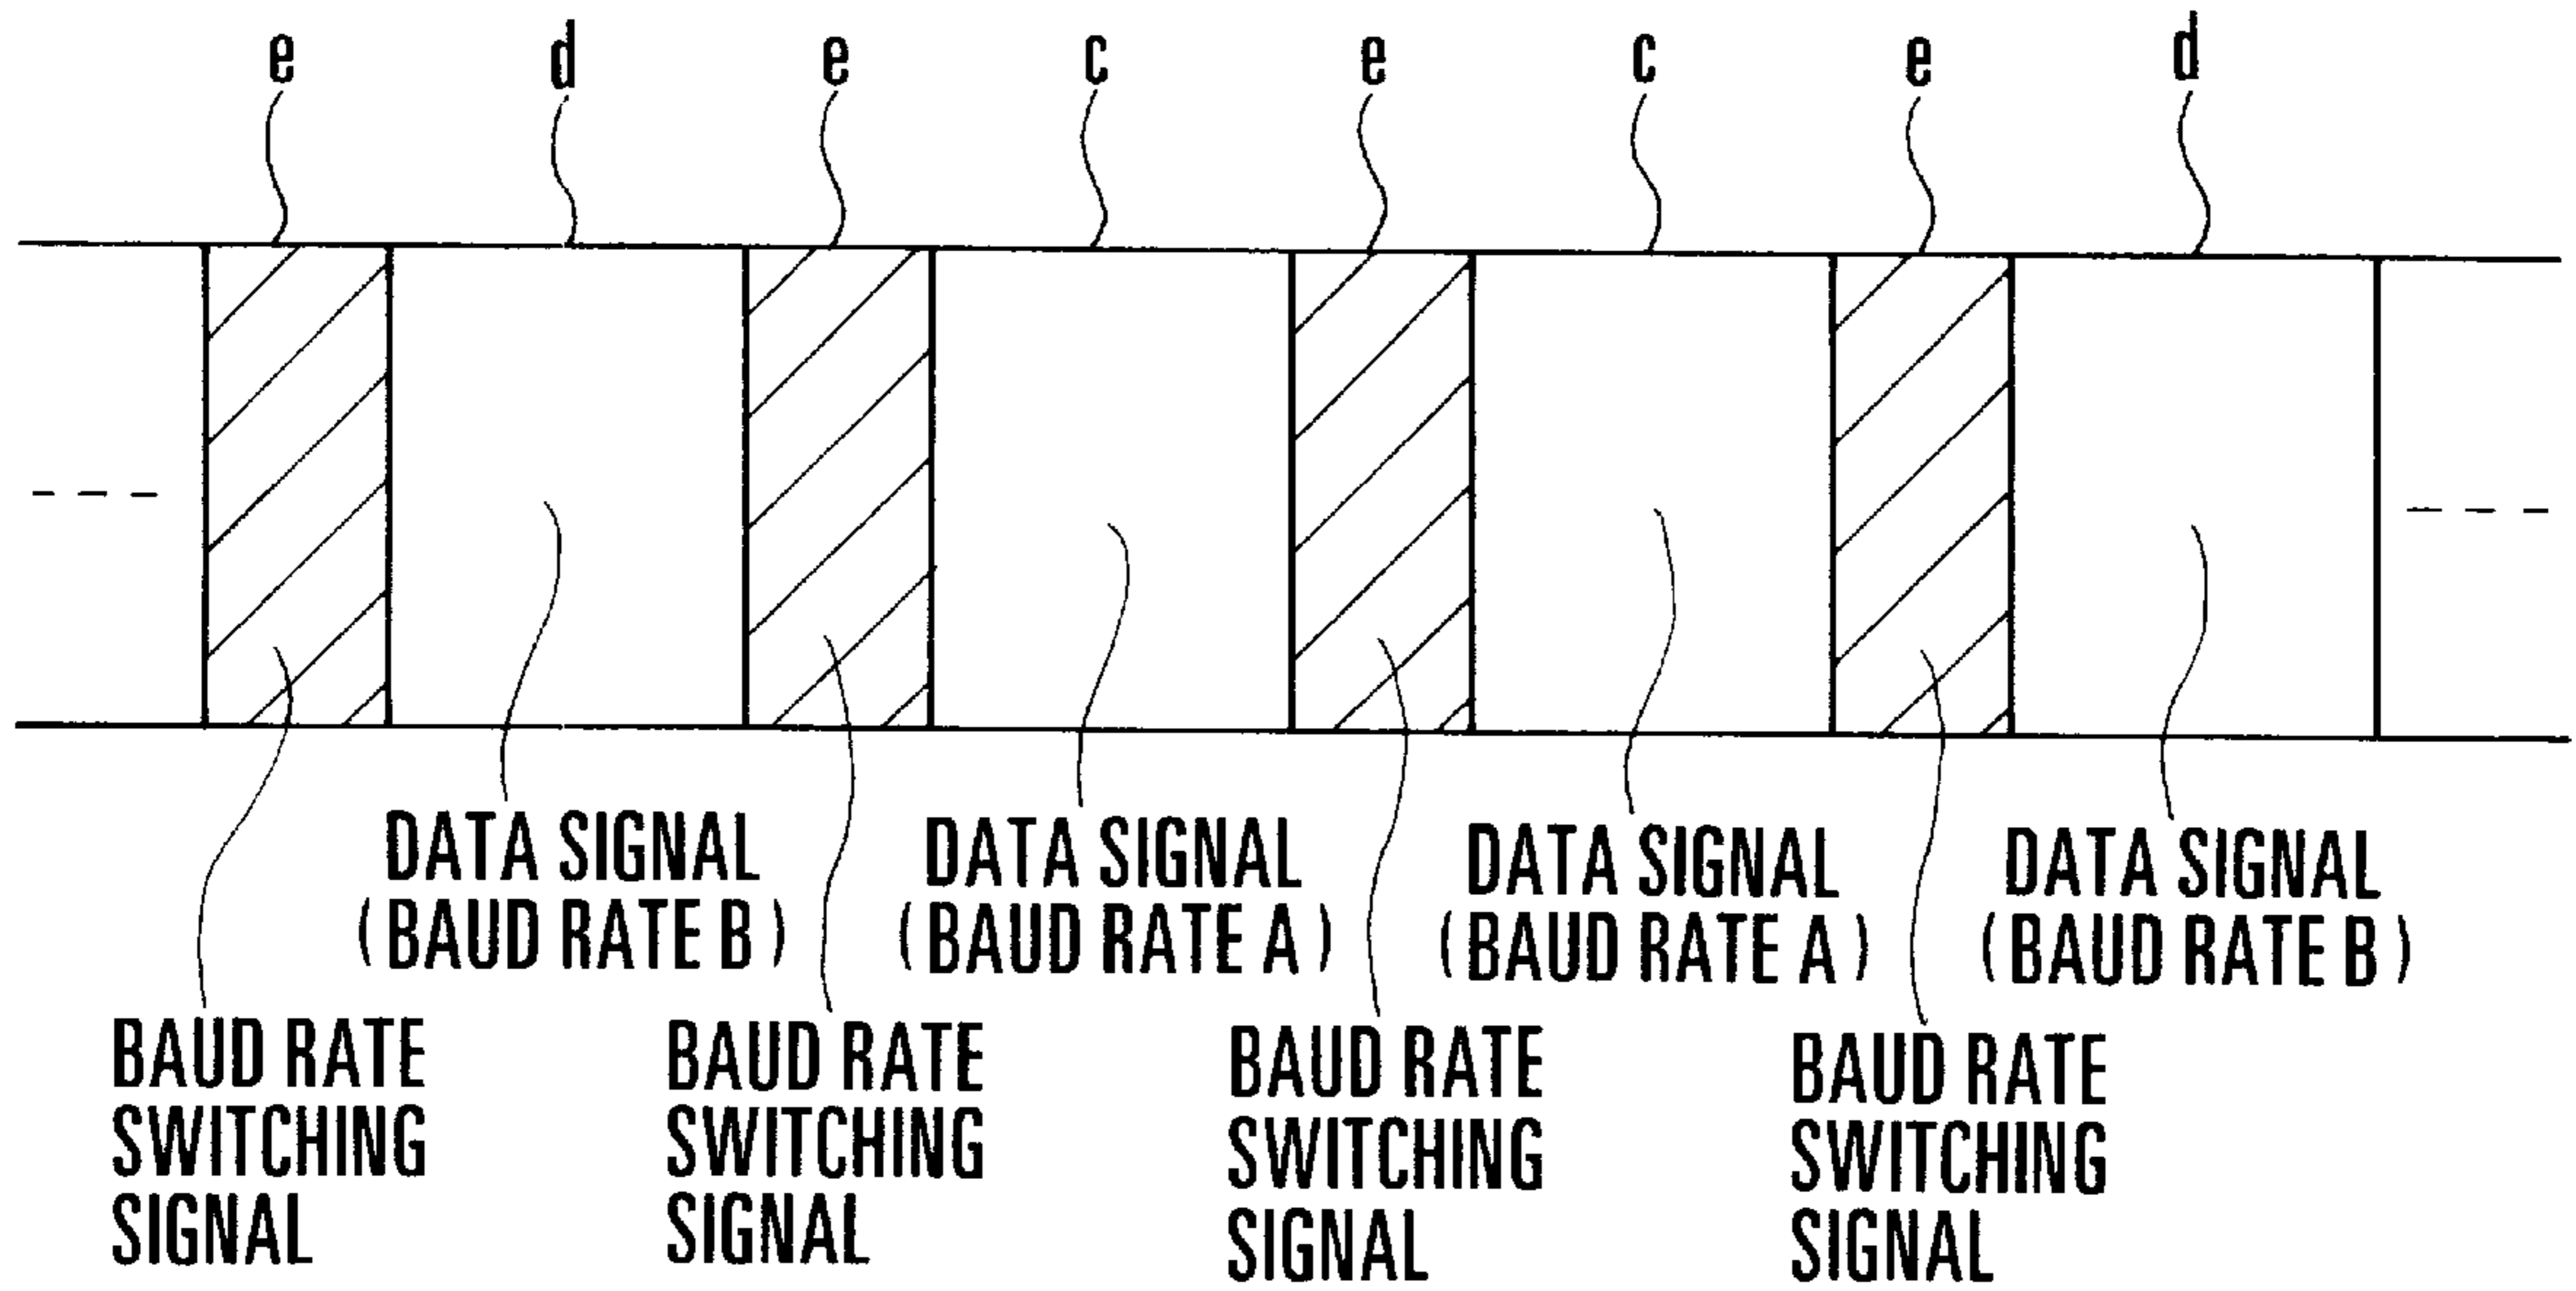 e d e c e c e d
DATA SIGNAL
(BAUD RATE B)
DATA SIGNAL
(BAUD RATE A)
DATA SIGNAL
(BAUD RATE A)
DATA SIGNAL
(BAUD RATE B)
BAUD RATE
SWITCHING
SIGNAL
BAUD RATE
SWITCHING
SIGNAL
BAUD RATE
SWITCHING
SIGNAL
BAUD RATE
SWITCHING
SIGNAL